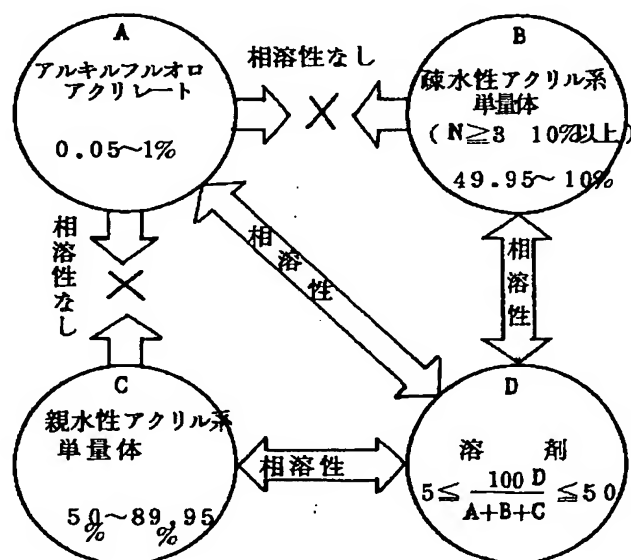 A
アルキルフルオロ
アクリレート
0.05~1%
相溶性なし
B
疎水性アクリル系
単量体
(N≧3 10%以上)
49.95~10%
相溶性なし
相溶性
相溶性
C
親水性アクリル系
単量体
50%~89,95%
相溶性
D
溶剤
5≦ 100D / A+B+C ≦50